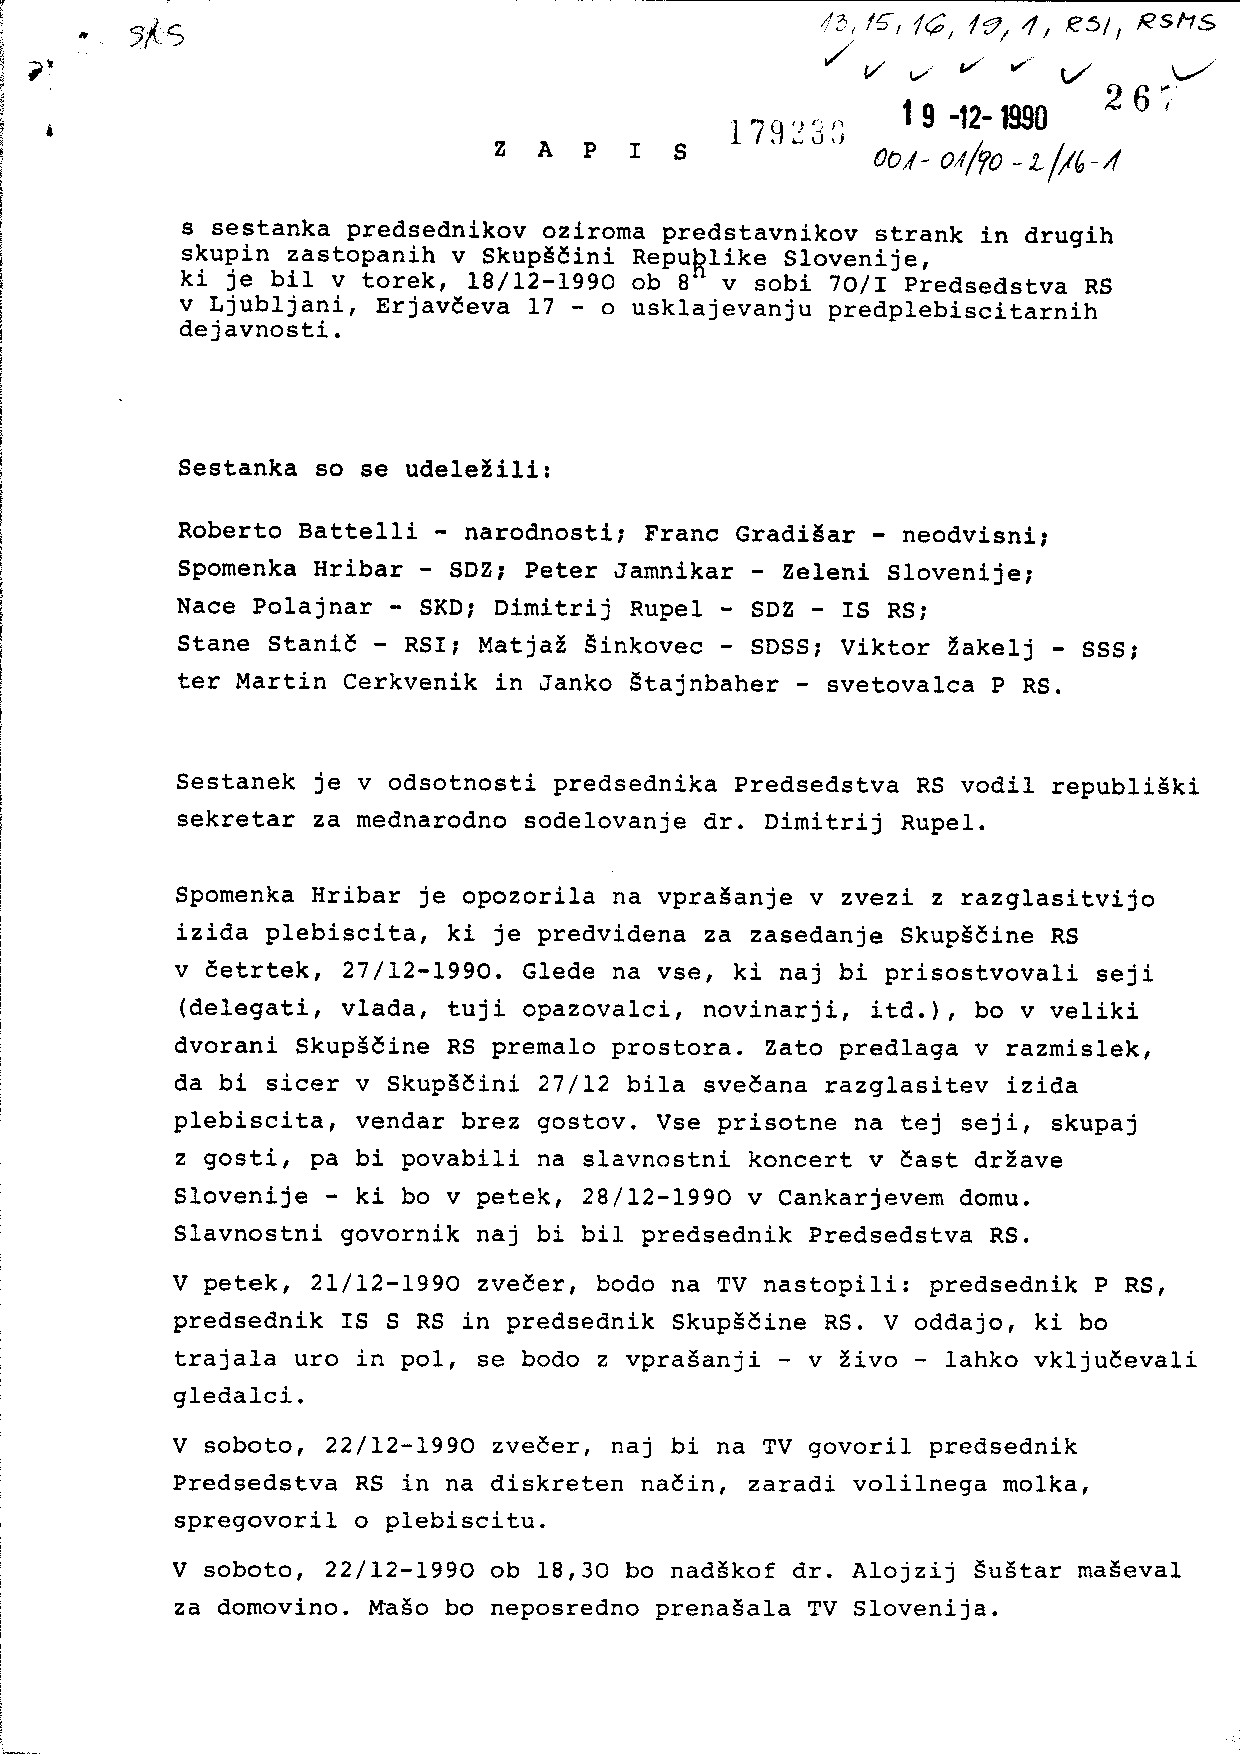 13, 15, 16, 19, 1, RSI, RSMS
19 -12- 1990
Z A P I S
001-01/90-2/16-1
s sestanka predsednikov oziroma predstavnikov strank in drugih
skupin zastopanih v Skupščini Republike Slovenije,
ki je bil v torek, 18/12-1990 ob 8h v sobi 70/I Predsedstva RS
v Ljubljani, Erjavčeva 17 - o usklajevanju predplebiscitarnih
dejavnosti.
Sestanka so se udeležili:
Roberto Battelli - narodnosti; Franc Gradišar - neodvisni;
Spomenka Hribar - SDZ; Peter Jamnikar - Zeleni Slovenije;
Nace Polajnar - SKD; Dimitrij Rupel - SDZ - IS RS;
Stane Stanič - RSI; Matjaž Šinkovec - SDSS; Viktor Žakelj - SSS;
ter Martin Cerkvenik in Janko Štajnbaher - svetovalca P RS.
Sestanek je v odsotnosti predsednika Predsedstva RS vodil republiški
sekretar za mednarodno sodelovanje dr. Dimitrij Rupel.
Spomenka Hribar je opozorila na vprašanje v zvezi z razglasitvijo
izida plebiscita, ki je predvidena za zasedanje Skupščine RS
v četrtek, 27/12-1990. Glede na vse, ki naj bi prisostvovali seji
(delegati, vlada, tuji opazovalci, novinarji, itd.), bo v veliki
dvorani Skupščine RS premalo prostora. Zato predlaga v razmislek,
da bi sicer v Skupščini 27/12 bila svečana razglasitev izida
plebiscita, vendar brez gostov. Vse prisotne na tej seji, skupaj
z gosti, pa bi povabili na slavnostni koncert v čast države
Slovenije - ki bo v petek, 28/12-1990 v Cankarjevem domu.
Slavnostni govornik naj bi bil predsednik Predsedstva RS.
V petek, 21/12-1990 zvečer, bodo na TV nastopili: predsednik P RS,
predsednik IS S RS in predsednik Skupščine RS. V oddajo, ki bo
trajala uro in pol, se bodo z vprašanji - v živo - lahko vključevali
gledalci.
V soboto, 22/12-1990 zvečer, naj bi na TV govoril predsednik
Predsedstva RS in na diskreten način, zaradi volilnega molka,
spregovoril o plebiscitu.
V soboto, 22/12-1990 ob 18,30 bo nadškof dr. Alojzij Šuštar maševal
za domovino. Mašo bo neposredno prenašala TV Slovenija.